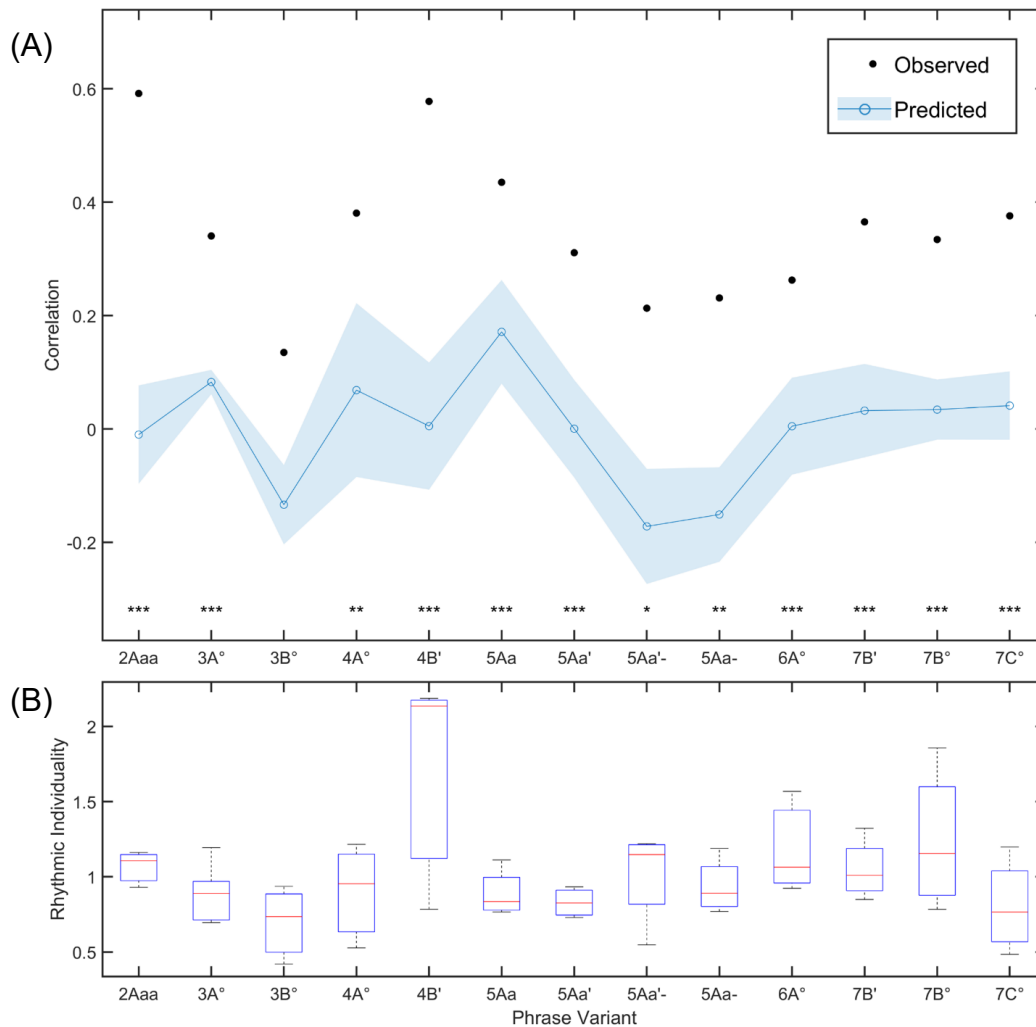 (A)
Observed
Predicted
0.6
0.4
0.2
0
-0.2
Correlation
*** *** ** *** *** *** * ** *** *** *** ***
2Aaa 3A° 3B° 4A° 4B' 5Aa 5Aa' 5Aa'- 5Aa- 6A° 7B' 7B° 7C°
(B)
2
1.5
1
0.5
Rhythmic Individuality
2Aaa 3A° 3B° 4A° 4B' 5Aa 5Aa' 5Aa'- 5Aa- 6A° 7B' 7B° 7C°
Phrase Variant